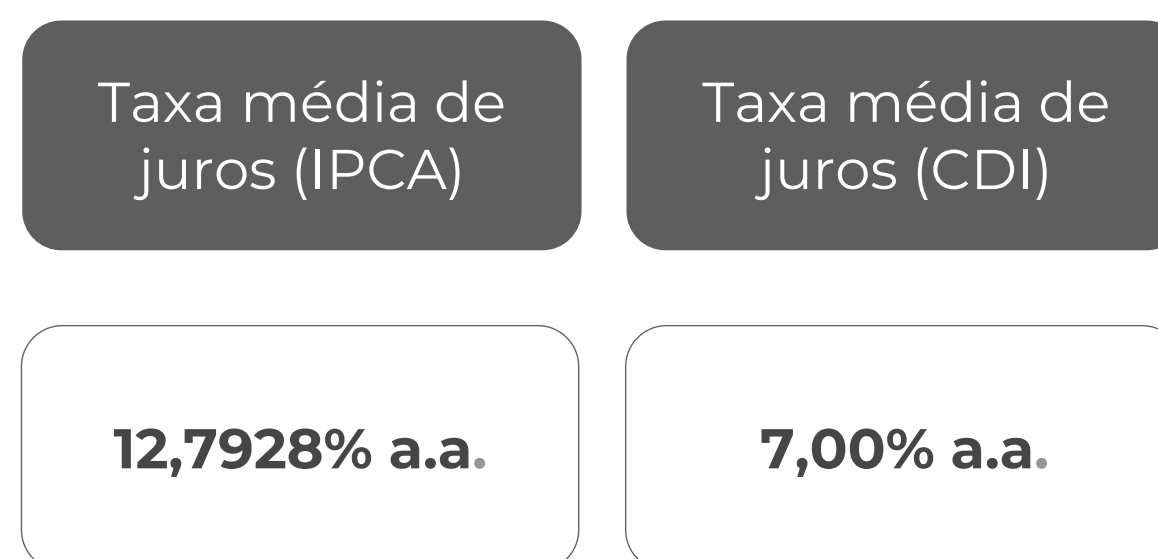 Taxa média de
juros (IPCA)
Taxa média de
juros (CDI)
12,7928% a.a.
7,00% a.a.